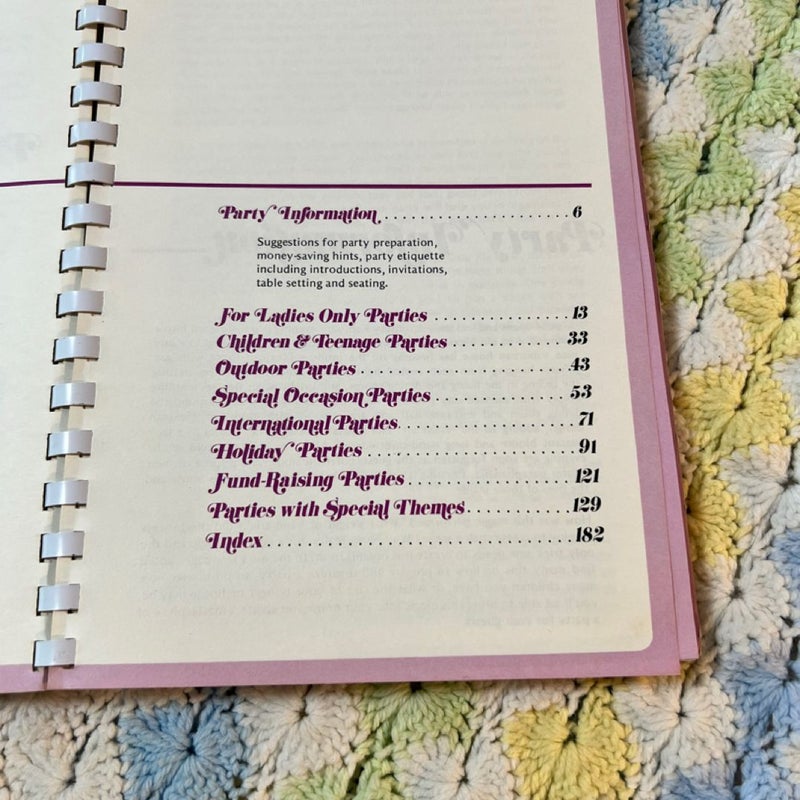 Party Information . . . . . . . . . . . . . . . . . . . . . 6
Suggestions for party preparation,
money-saving hints, party etiquette
including introductions, invitations,
table setting and seating.
For Ladies Only Parties . . . . . . . . . . . . . . . 13
Children & Teenage Parties . . . . . . . . . . . . . 33
Outdoor Parties . . . . . . . . . . . . . . . . . . . . . . . 43
Special Occasion Parties . . . . . . . . . . . . . . . 53
International Parties . . . . . . . . . . . . . . . . . . . 71
Holiday Parties . . . . . . . . . . . . . . . . . . . . . . 91
Fund-Raising Parties . . . . . . . . . . . . . . . . . 121
Parties with Special Themes . . . . . . . . . . . 129
Index . . . . . . . . . . . . . . . . . . . . . . . . . . . . . . 182